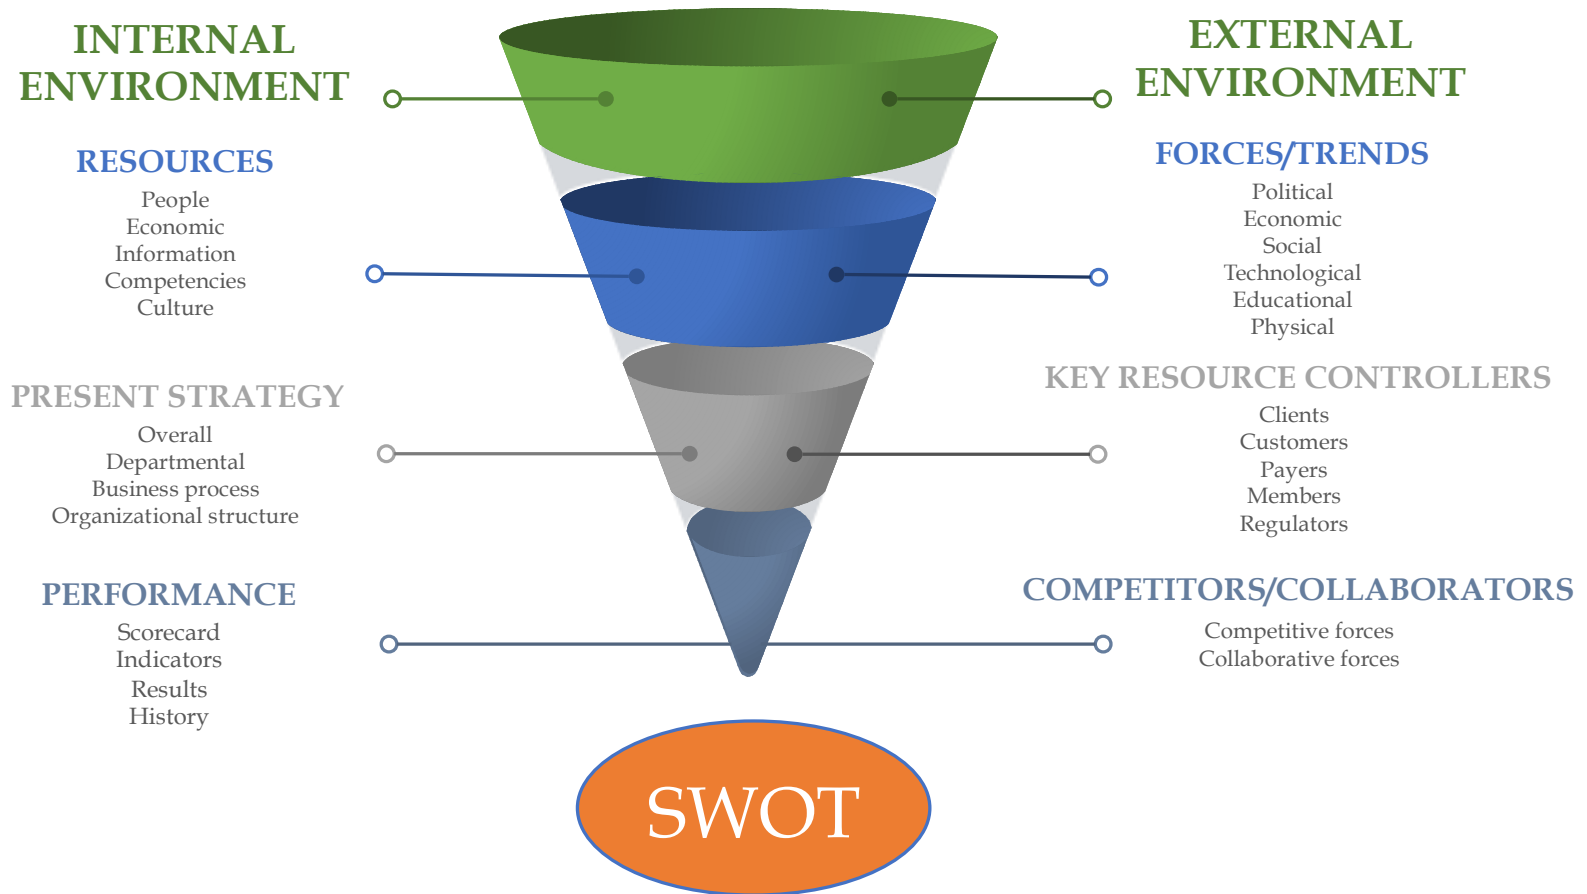 INTERNAL
ENVIRONMENT
RESOURCES
People
Economic
Information
Competencies
Culture
PRESENT STRATEGY
Overall
Departmental
Business process
Organizational structure
PERFORMANCE
Scorecard
Indicators
Results
History
EXTERNAL
ENVIRONMENT
FORCES/TRENDS
Political
Economic
Social
Technological
Educational
Physical
KEY RESOURCE CONTROLLERS
Clients
Customers
Payers
Members
Regulators
COMPETITORS/COLLABORATORS
Competitive forces
Collaborative forces
SWOT